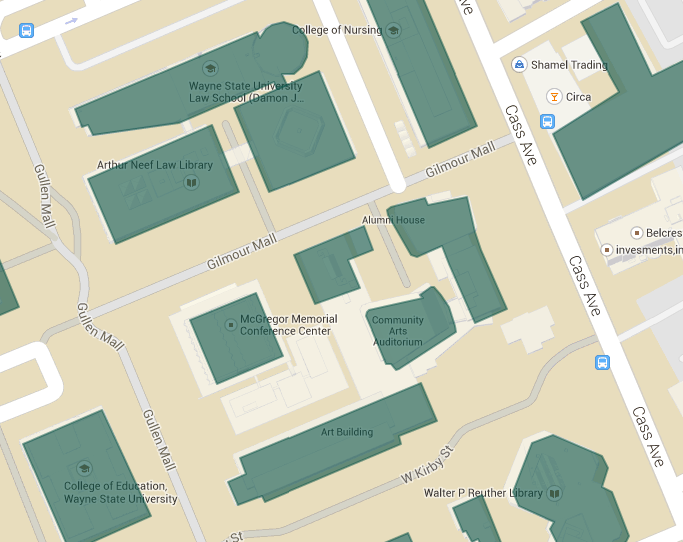 ve
College of Nursing
Wayne State University
Law School (Damon J...
Shamel Trading
Circa
Cass Ave
Arthur Neef Law Library
Gilmour Mall
Gullen Mall
Alumni House
Gilmour Mall
Belcres
invesments,in
Cass Ave
McGregor Memorial
Conference Center
Community
Arts
Auditorium
Gullen Mall
Cass Ave
Gullen Mall
Art Building
W Kirby St
College of Education,
Wayne State University
Walter P Reuther Library
St